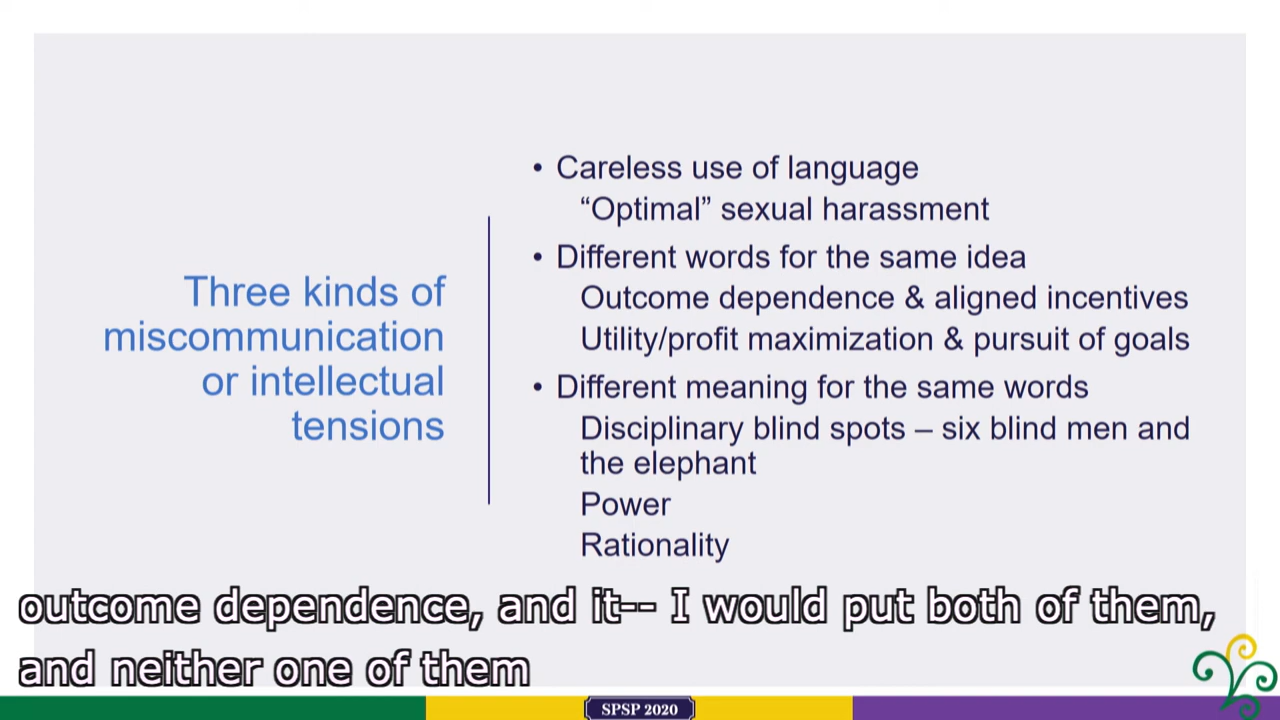 Three kinds of
miscommunication
or intellectual
tensions
• Careless use of language
“Optimal” sexual harassment
• Different words for the same idea
Outcome dependence & aligned incentives
Utility/profit maximization & pursuit of goals
• Different meaning for the same words
Disciplinary blind spots – six blind men and
the elephant
Power
Rationality
outcome dependence, and it-- I would put both of them,
and neither one of them
SPSP 2020